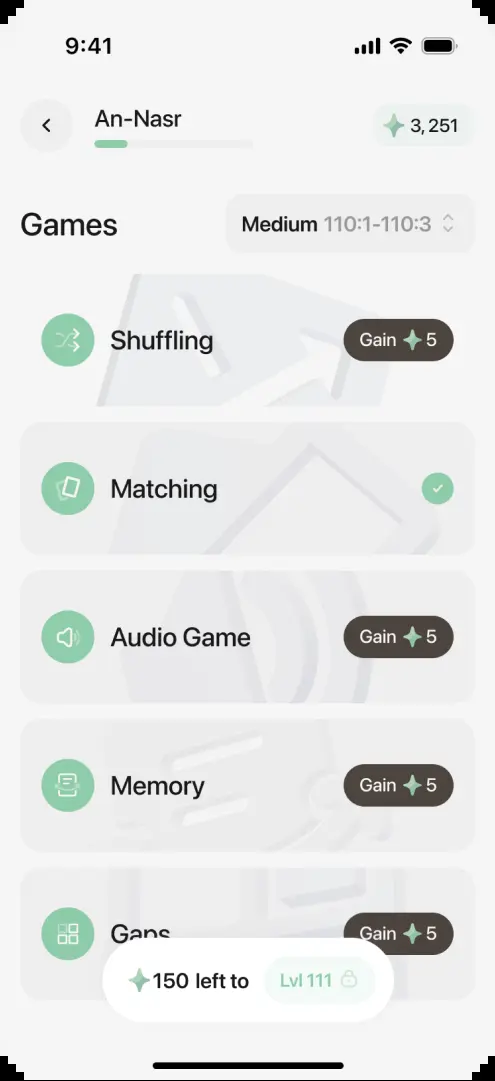 9:41
An-Nasr
3,251
Games
Medium 110:1-110:3
Shuffling
Gain 5
Matching
Audio Game
Gain 5
Memory
Gain 5
Gaps
Gain 5
150 left to Lvl 111